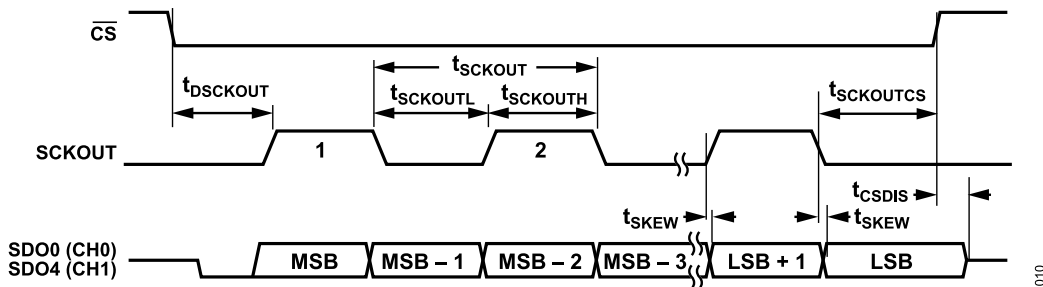 CS
tSCKOUT
tDSCKOUT
tSCKOUTL
tSCKOUTH
tSCKOUTCS
SCKOUT
1
2
tCSDIS
tSKEW
tSKEW
SDO0 (CH0)
SDO4 (CH1)
MSB
MSB – 1
MSB – 2
MSB – 3
LSB + 1
LSB
010